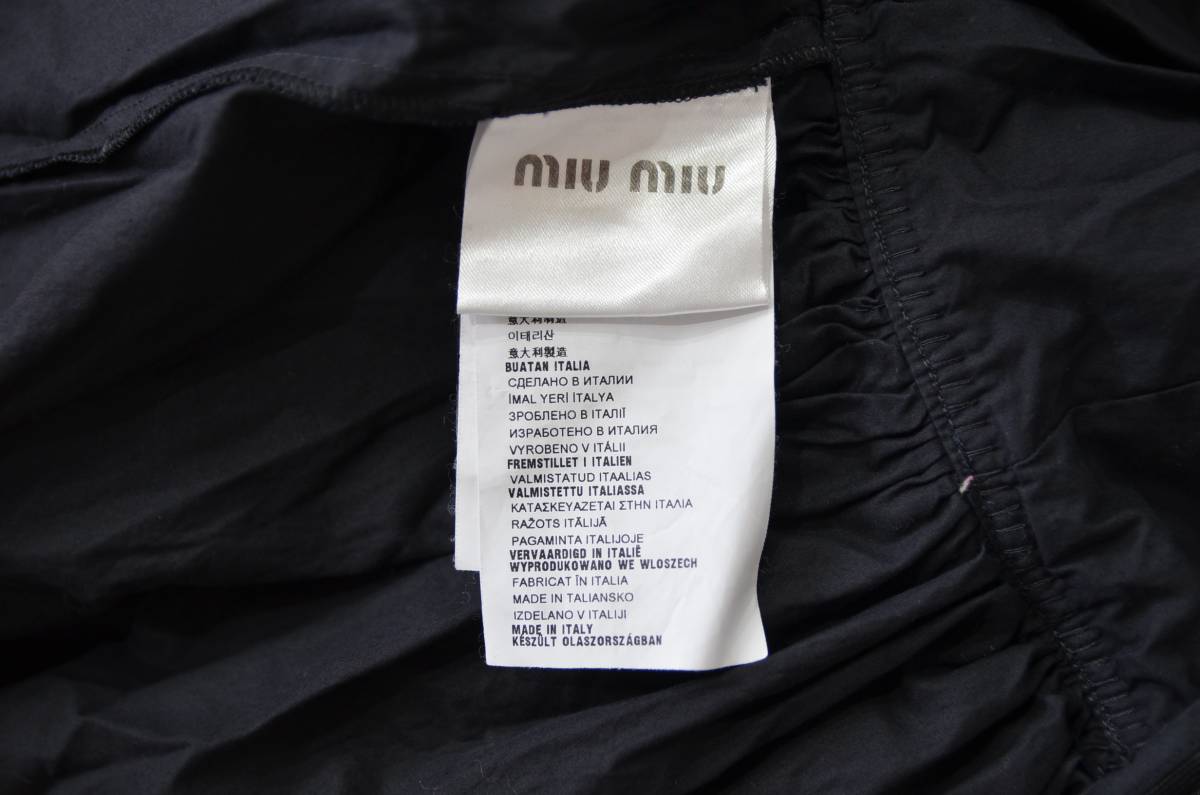 miu miu
意大利制造
이태리산
意大利製造
BUATAN ITALIA
СДЕЛАНО В ИТАЛИИ
İMAL YERİ İTALYA
ЗРОБЛЕНО В ІТАЛІЇ
ИЗРАБОТЕНО В ИТАЛИЯ
VYROBENO V ITÁLII
FREMSTILLET I ITALIEN
VALMISTATUD ITAALIAS
VALMISTETTU ITALIASSA
ΚΑΤΑΣΚΕΥΑΖΕΤΑΙ ΣΤΗΝ ΙΤΑΛΙΑ
RAŽOTS ITĀLIJĀ
PAGAMINTA ITALIJOJE
VERVAARDIGD IN ITALIË
WYPRODUKOWANO WE WLOSZECH
FABRICAT ÎN ITALIA
MADE IN TALIANSKO
IZDELANO V ITALIJI
MADE IN ITALY
KÉSZÜLT OLASZORSZÁGBAN